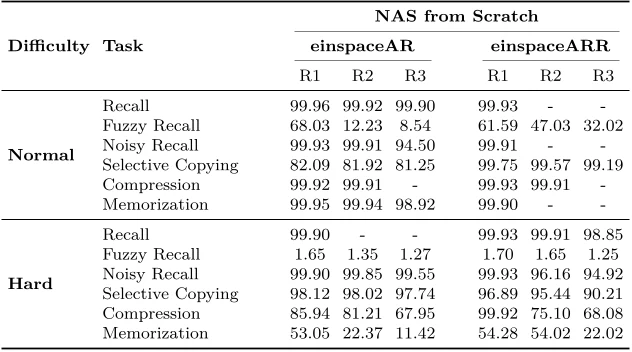 NAS from Scratch
Difficulty Task einspaceAR einspaceARR
R1 R2 R3 R1 R2 R3
Normal
Recall 99.96 99.92 99.90 99.93 - -
Fuzzy Recall 68.03 12.23 8.54 61.59 47.03 32.02
Noisy Recall 99.93 99.91 94.50 99.91 - -
Selective Copying 82.09 81.92 81.25 99.75 99.57 99.19
Compression 99.92 99.91 - 99.93 99.91 -
Memorization 99.95 99.94 98.92 99.90 - -
Hard
Recall 99.90 - - 99.93 99.91 98.85
Fuzzy Recall 1.65 1.35 1.27 1.70 1.65 1.25
Noisy Recall 99.90 99.85 99.55 99.93 96.16 94.92
Selective Copying 98.12 98.02 97.74 96.89 95.44 90.21
Compression 85.94 81.21 67.95 99.92 75.10 68.08
Memorization 53.05 22.37 11.42 54.28 54.02 22.02